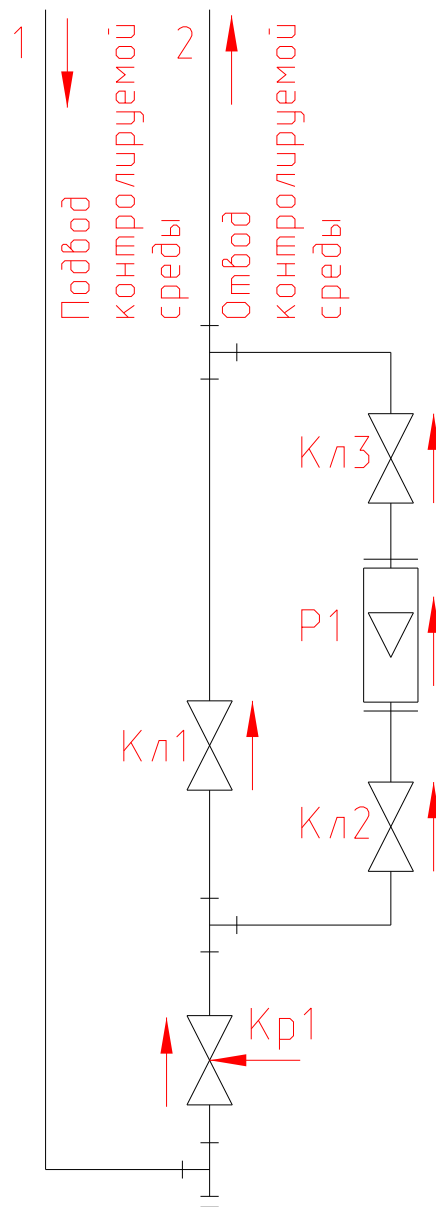 1
Подвод
контролируемой
среды
2
Отвод
контролируемой
среды
Кл3
Р1
Кл1
Кл2
Кр1